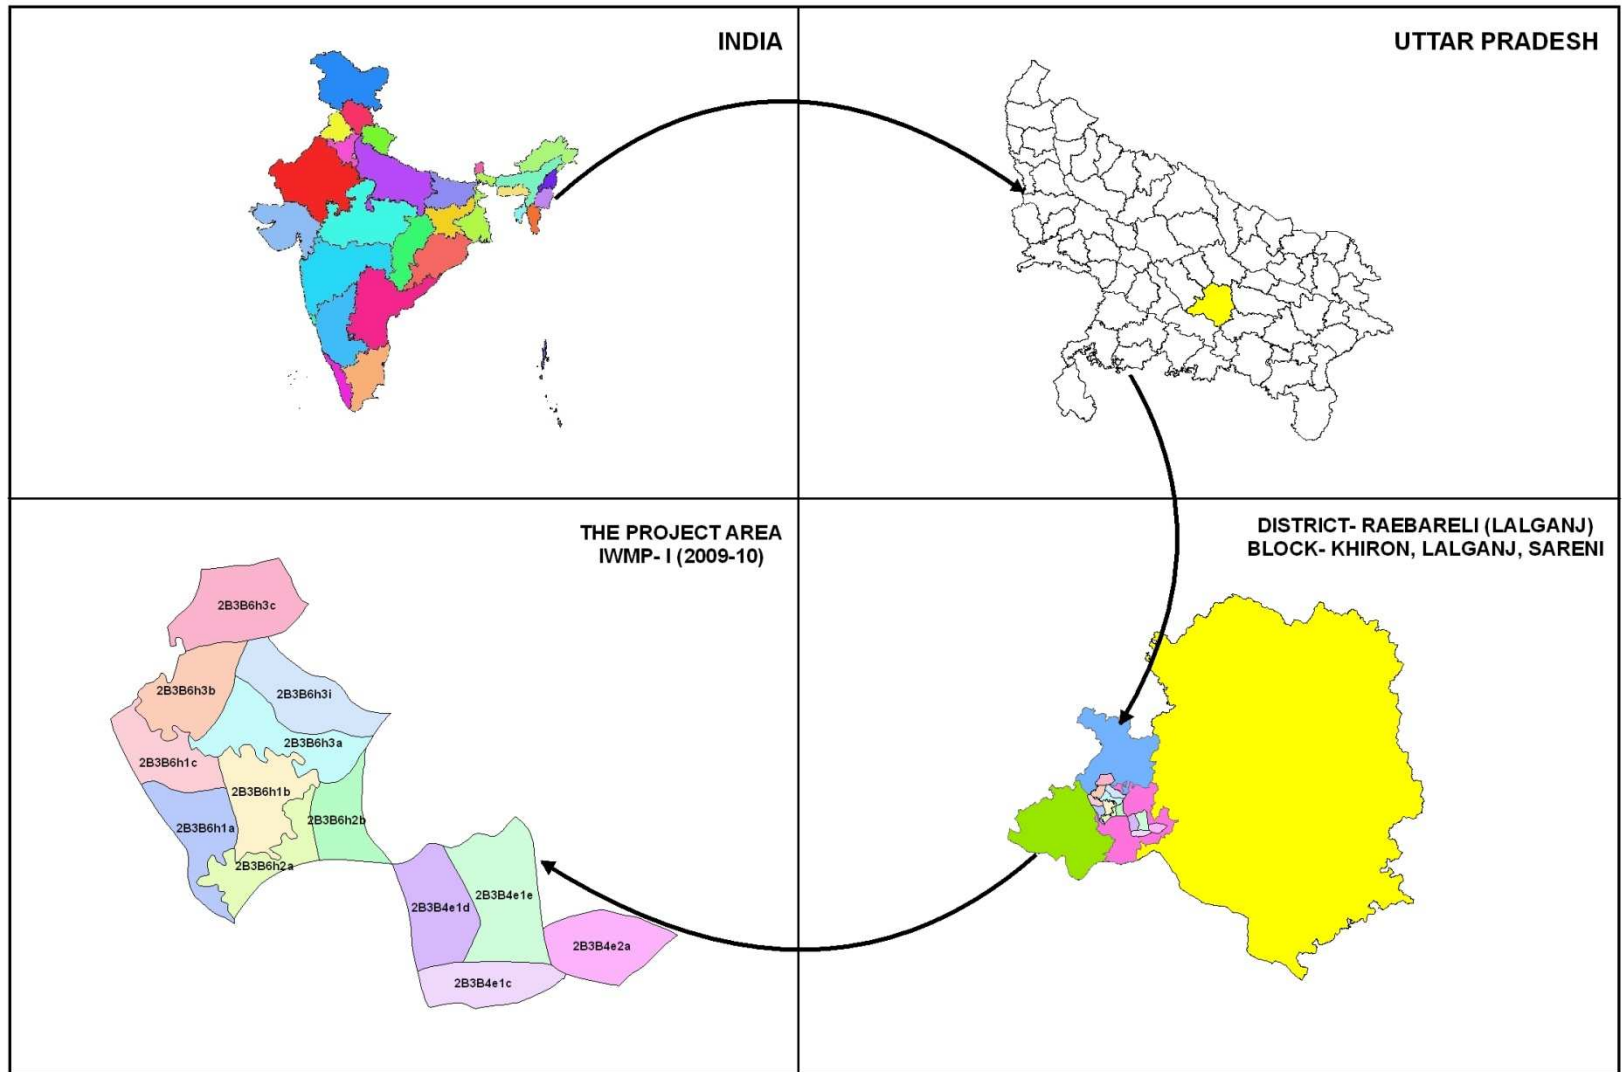 INDIA
UTTAR PRADESH
THE PROJECT AREA
IWMP- I (2009-10)
2B3B6h3c
2B3B6h3b
2B3B6h3i
2B3B6h3a
2B3B6h1c
2B3B6h1b
2B3B6h1a
2B3B6h2b
2B3B6h2a
2B3B4e1e
2B3B4e1d
2B3B4e2a
2B3B4e1c
DISTRICT- RAEBARELI (LALGANJ)
BLOCK- KHIRON, LALGANJ, SARENI